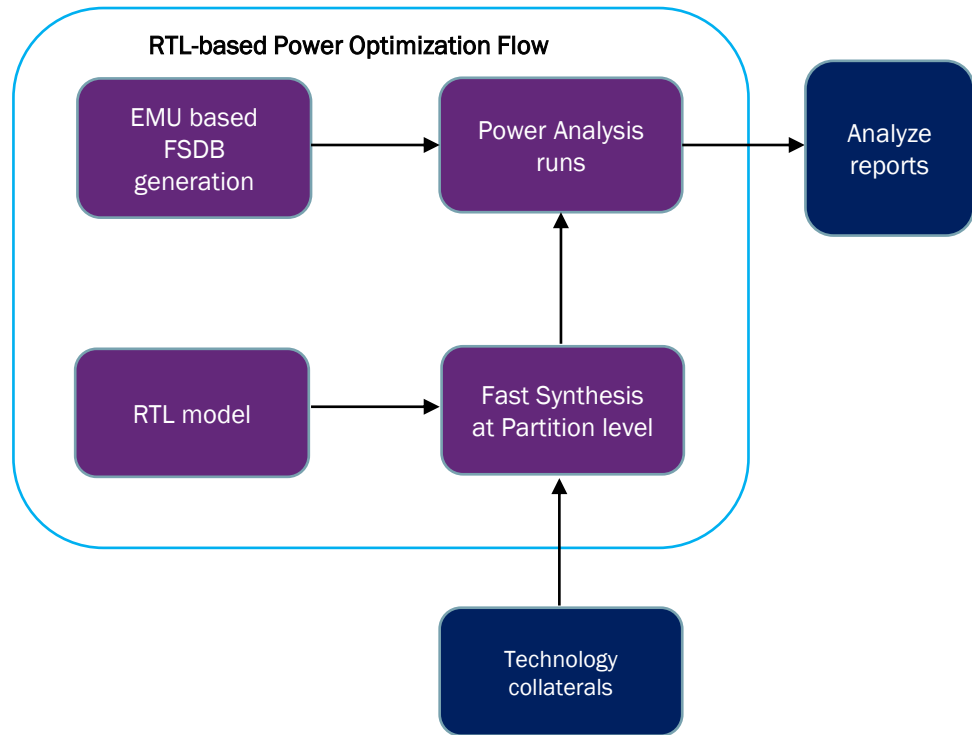 RTL-based Power Optimization Flow
EMU based
FSDB
generation
Power Analysis
runs
Analyze
reports
RTL model
Fast Synthesis
at Partition level
Technology
collaterals